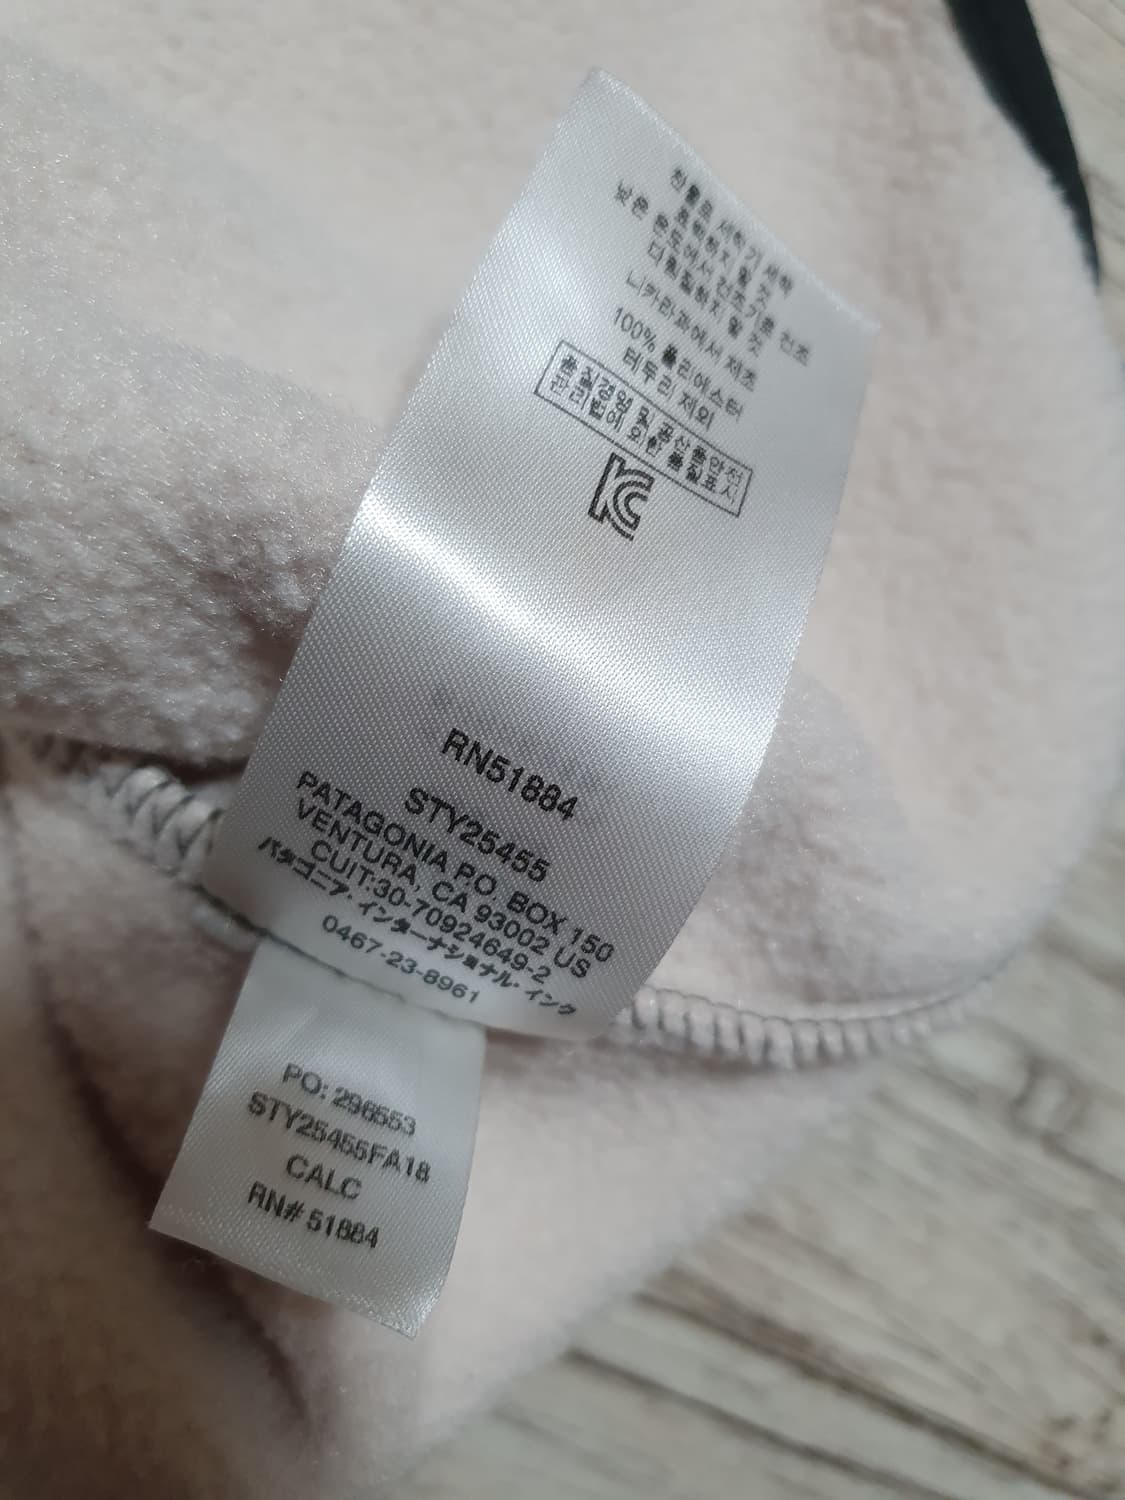 찬물로 세탁기 세탁
표백하지 말 것
낮은 온도에서 건조기로 건조
다림질하지 말 것
니카라과에서 제조
100% 폴리에스터
테두리 제외
품질경영 및 공산품안전
관리법에 의한 품질표시
RN51884
STY25455
PATAGONIA P.O. BOX 150
VENTURA, CA 93002 US
CUIT:30-70924649-2
パタゴニア・インターナショナル・インク
0467-23-8961
PO: 296553
STY25455FA18
CALC
RN# 51884